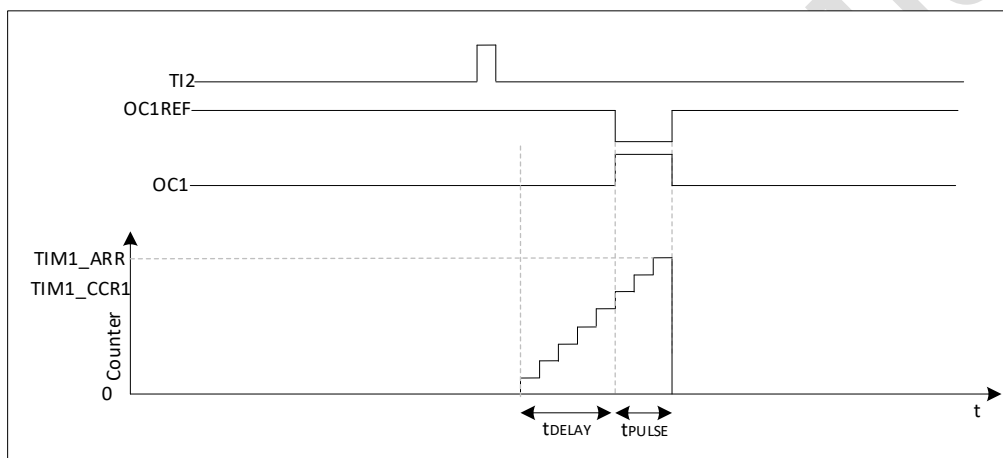 TI2
OC1REF
OC1
TIM1_ARR
TIM1_CCR1
Counter
0
t
tDELAY
tPULSE